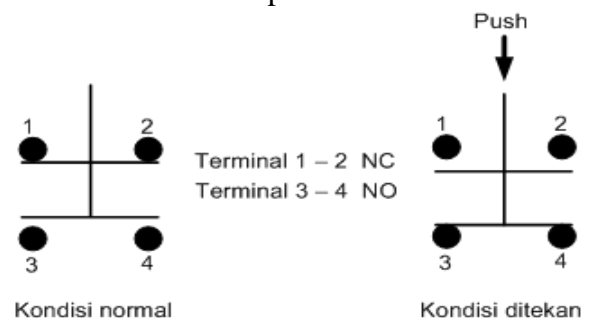 Push
1 2
1 2
Terminal 1 – 2 NC
Terminal 3 – 4 NO
3 4
3 4
Kondisi normal
Kondisi ditekan